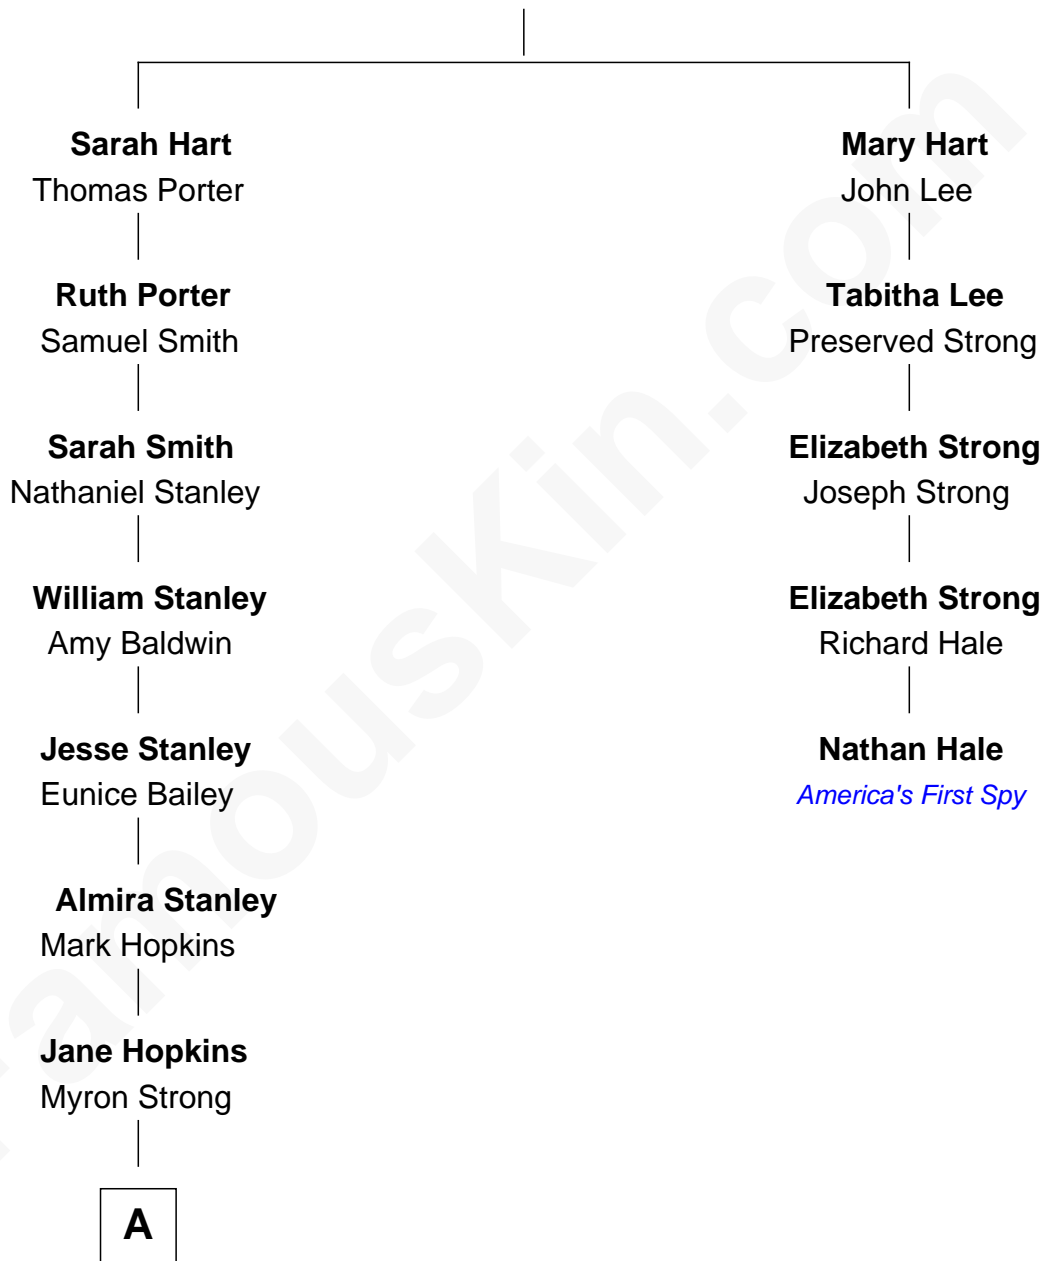 Sarah Hart
Thomas Porter
Mary Hart
John Lee
Ruth Porter
Samuel Smith
Tabitha Lee
Preserved Strong
Sarah Smith
Nathaniel Stanley
Elizabeth Strong
Joseph Strong
William Stanley
Amy Baldwin
Elizabeth Strong
Richard Hale
Jesse Stanley
Eunice Bailey
Nathan Hale
America's First Spy
Almira Stanley
Mark Hopkins
Jane Hopkins
Myron Strong
A
FamousKin.com